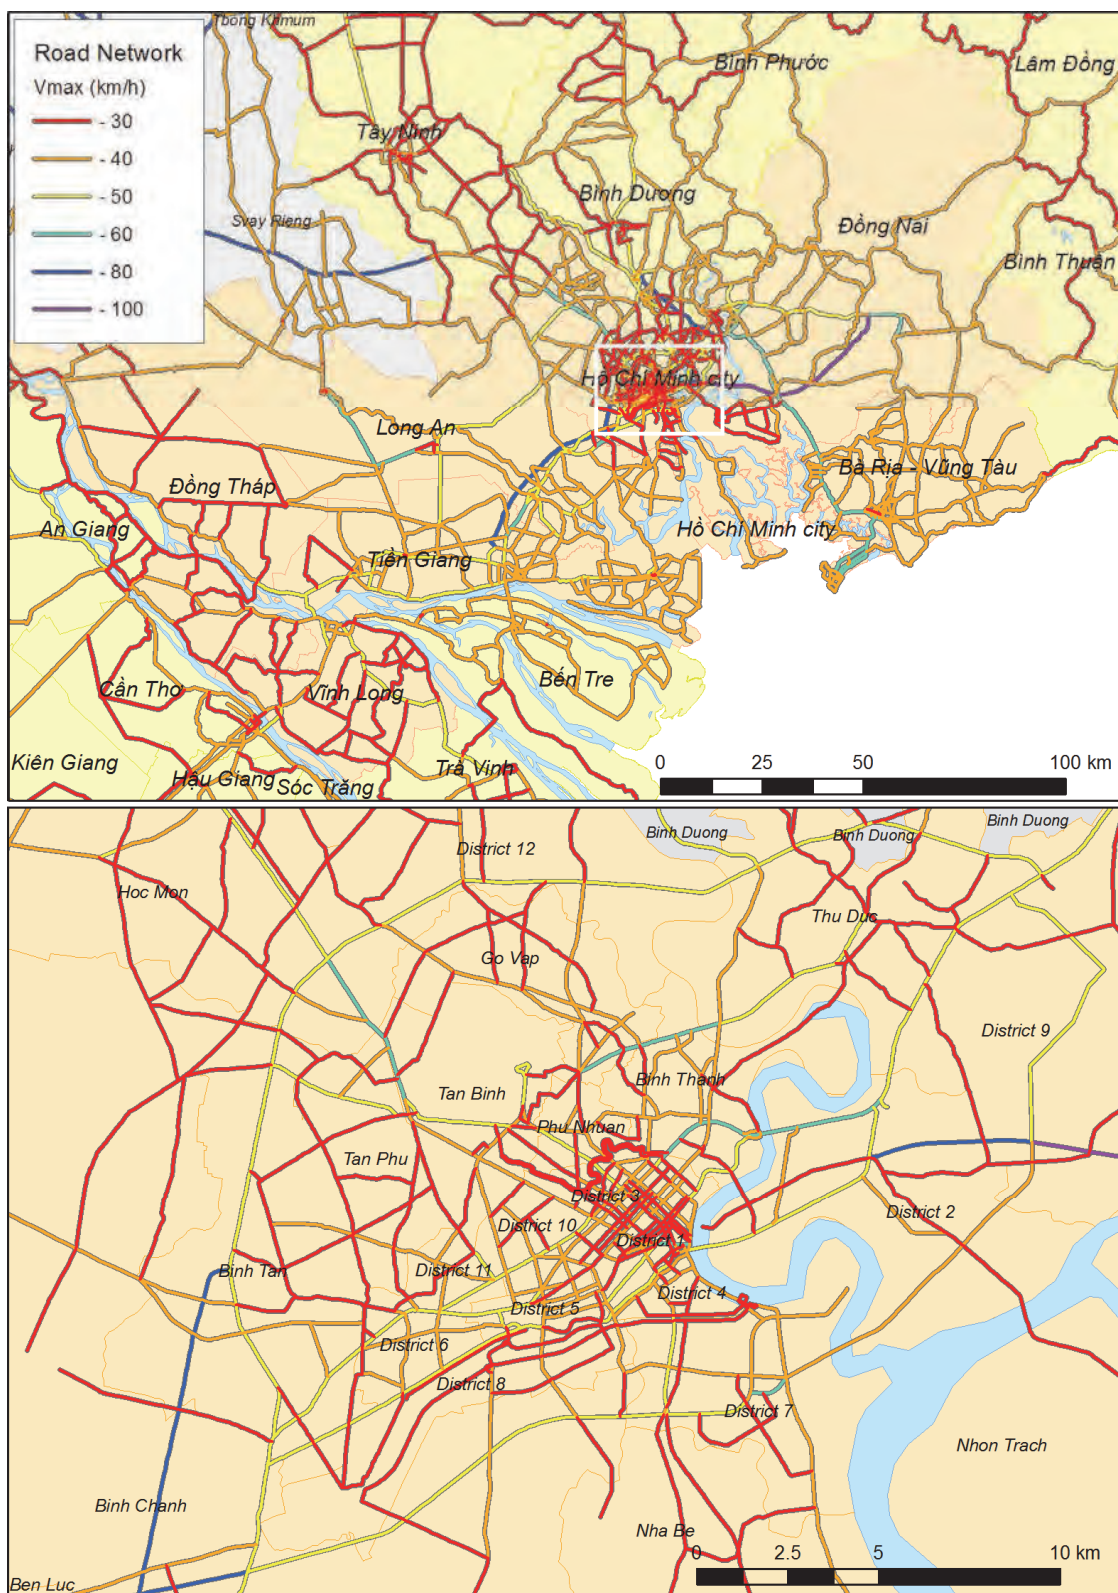 Tbong Khmum
Road Network
Vmax (km/h)
- 30
- 40
- 50
- 60
- 80
- 100
Bình Phước
Lâm Đồng
Tây Ninh
Bình Dương
Svay Rieng
Đồng Nai
Bình Thuận
Hồ Chí Minh city
Long An
Bà Rịa - Vũng Tàu
Đồng Tháp
An Giang
Hồ Chí Minh city
Tiền Giang
Cần Thơ
Vĩnh Long
Bến Tre
Kiên Giang
Hậu Giang
Sóc Trăng
Trà Vinh
0 25 50 100 km
Binh Duong
Binh Duong
Binh Duong
District 12
Hoc Mon
Thu Duc
Go Vap
District 9
Tan Binh
Binh Thanh
Phu Nhuan
Tan Phu
District 3
District 10
District 2
District 1
Binh Tan
District 11
District 4
District 5
District 6
District 8
District 7
Nhon Trach
Binh Chanh
Nha Be
Ben Luc
0 2.5 5 10 km